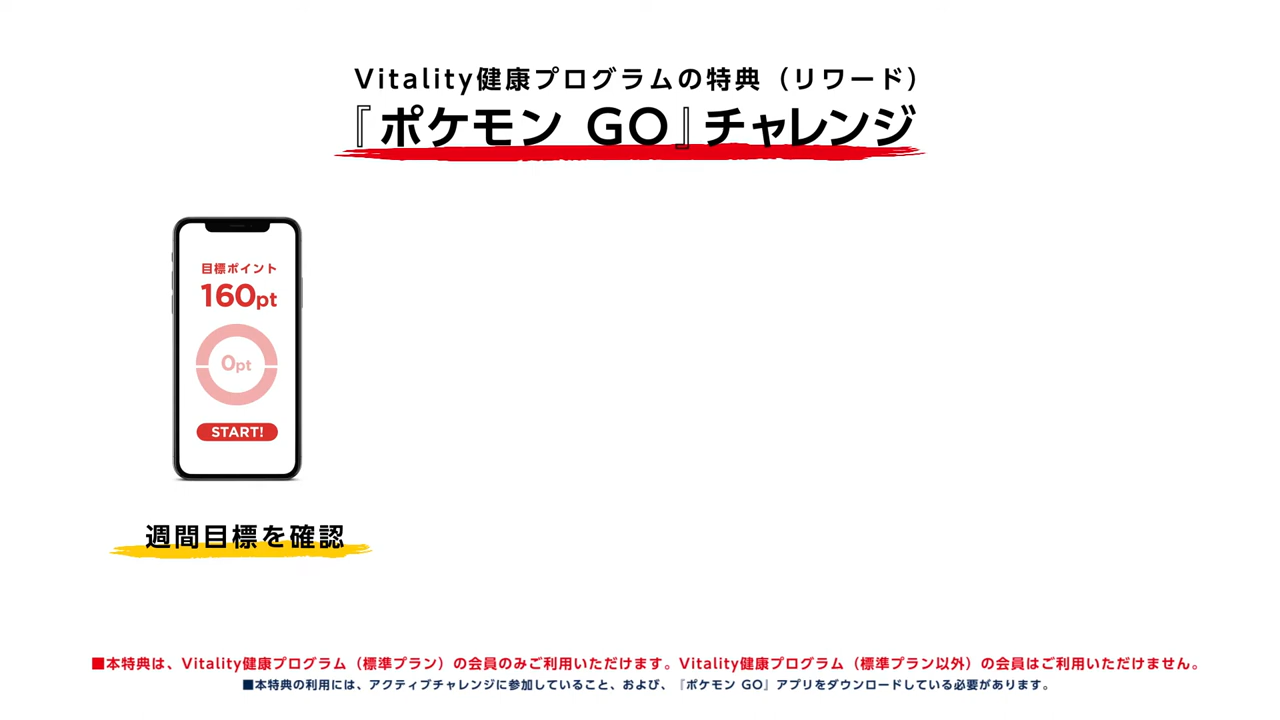 Vitality健康プログラムの特典（リワード）
『ポケモン GO』チャレンジ
目標ポイント
160pt
0pt
START!
週間目標を確認
■本特典は、Vitality健康プログラム（標準プラン）の会員のみご利用いただけます。Vitality健康プログラム（標準プラン以外）の会員はご利用いただけません。
■本特典の利用には、アクティブチャレンジに参加していること、および、『ポケモン GO』アプリをダウンロードしている必要があります。